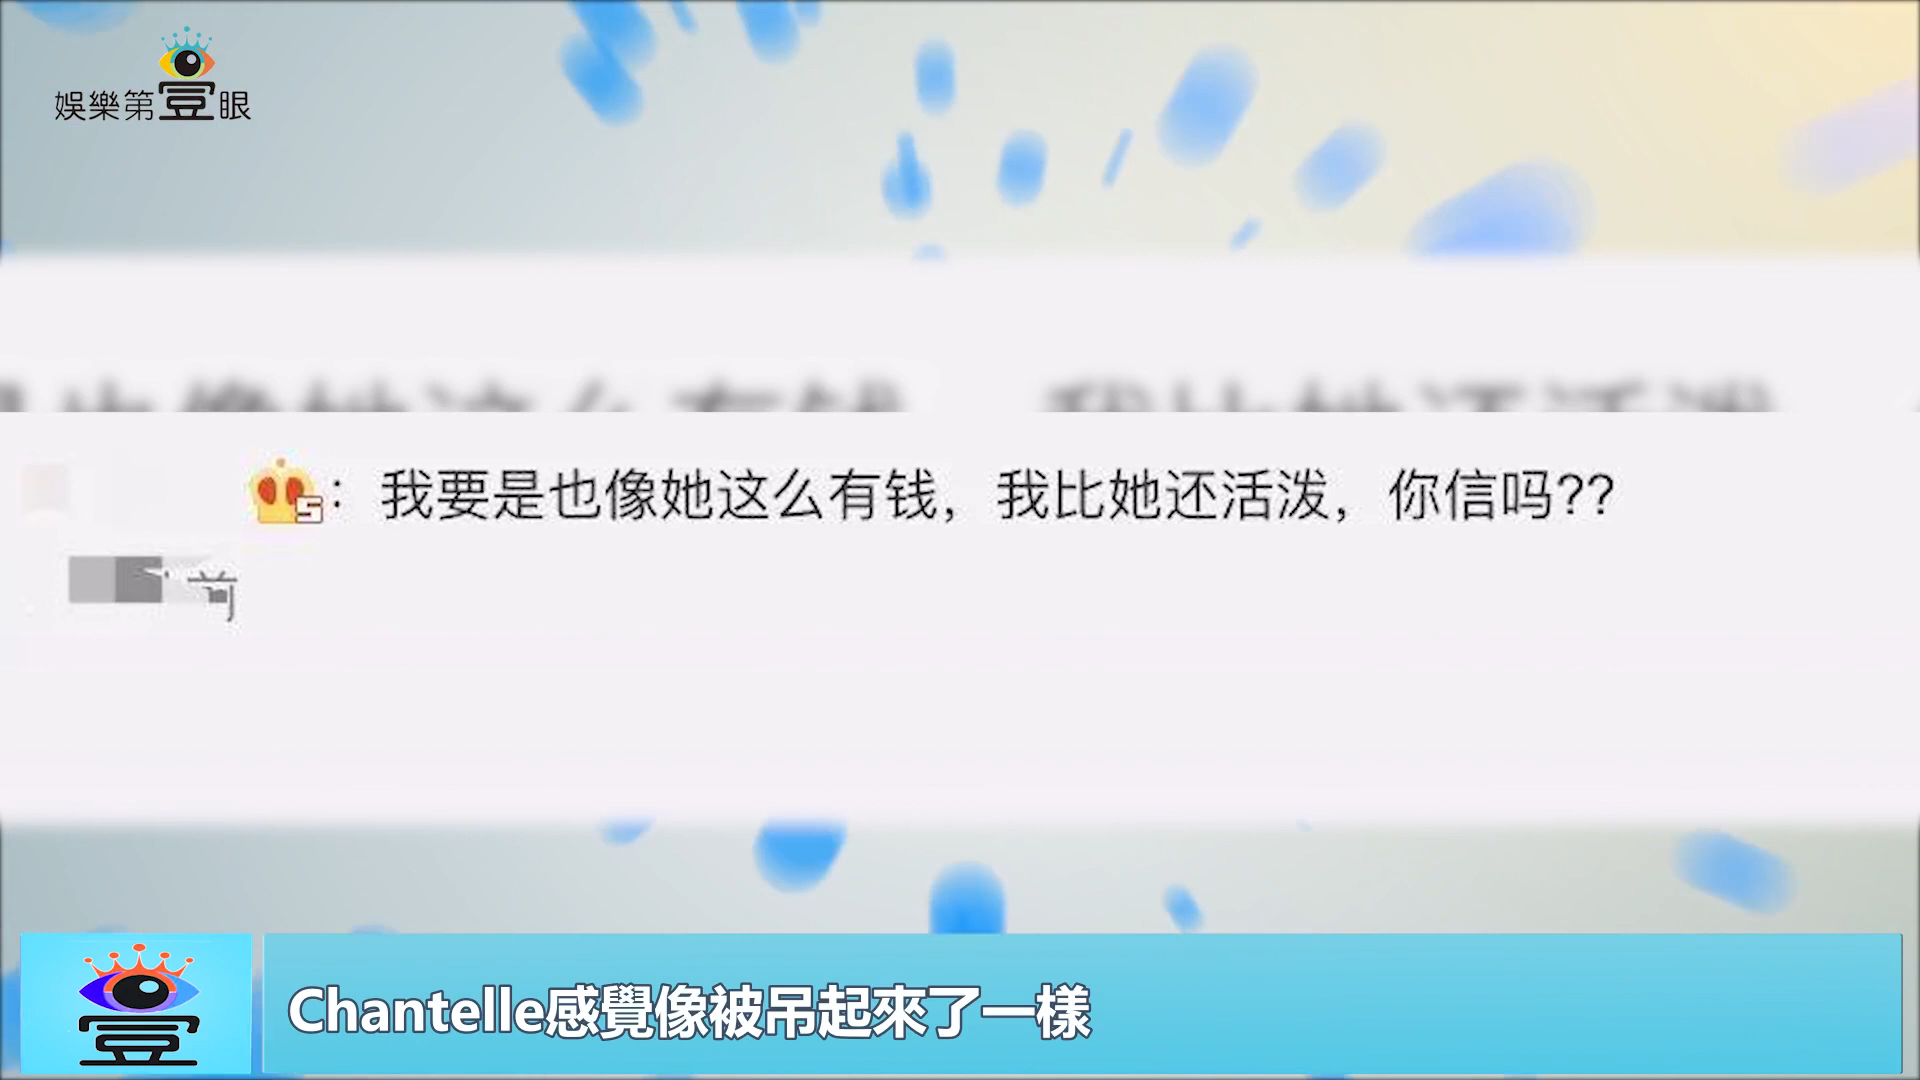 娛樂第壹眼
：我要是也像她这么有钱，我比她还活泼，你信吗??
前
壹
Chantelle感覺像被吊起來了一樣